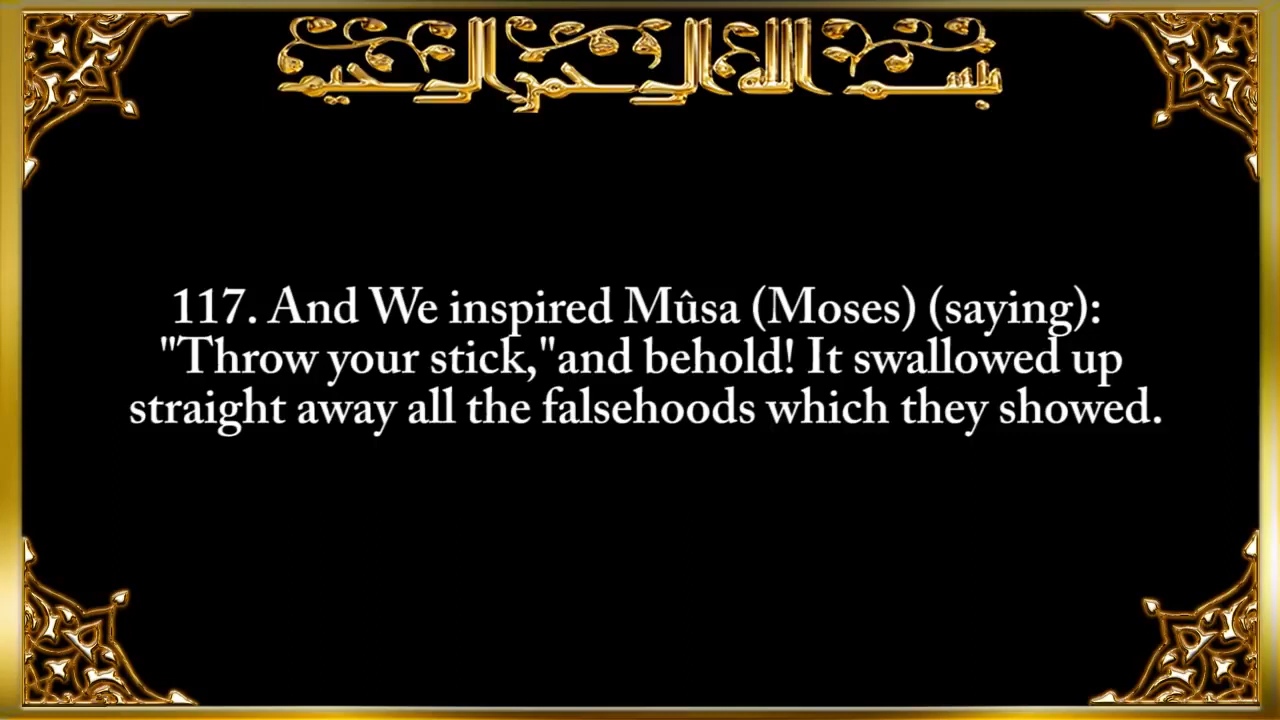 بسم الله الرحمن الرحيم
117. And We inspired Mûsa (Moses) (saying):
"Throw your stick,"and behold! It swallowed up
straight away all the falsehoods which they showed.